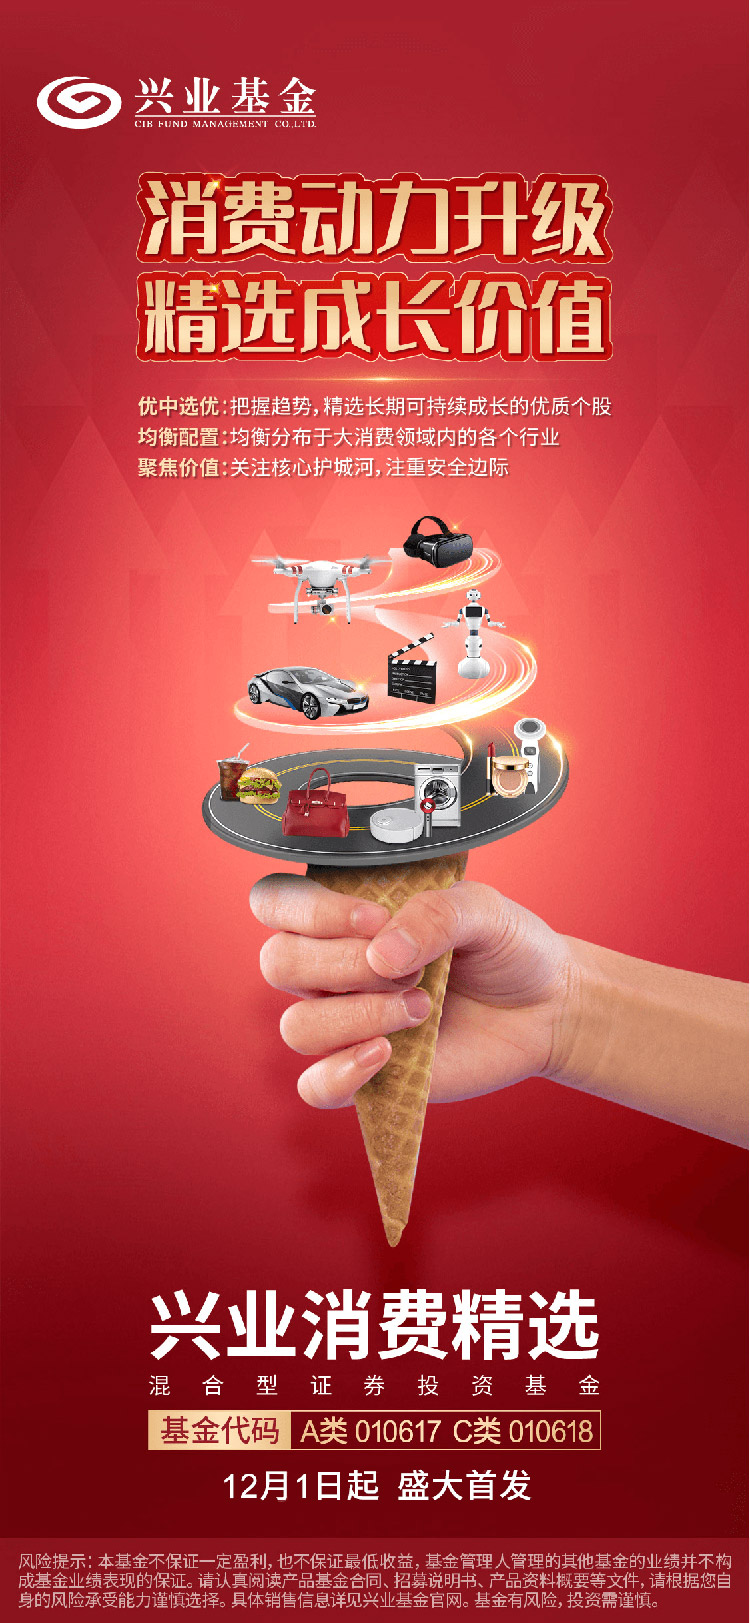 兴业基金
CIB FUND MANAGEMENT CO.,LTD.
消费动力升级
精选成长价值
优中选优:把握趋势,精选长期可持续成长的优质个股
均衡配置:均衡分布于大消费领域内的各个行业
聚焦价值:关注核心护城河,注重安全边际
兴业消费精选
混合型证券投资基金
基金代码 A类 010617 C类 010618
12月1日起 盛大首发
风险提示:本基金不保证一定盈利,也不保证最低收益,基金管理人管理的其他基金的业绩并不构
成基金业绩表现的保证。请认真阅读产品基金合同、招募说明书、产品资料概要等文件,请根据您自
身的风险承受能力谨慎选择。具体销售信息详见兴业基金官网。基金有风险,投资需谨慎。